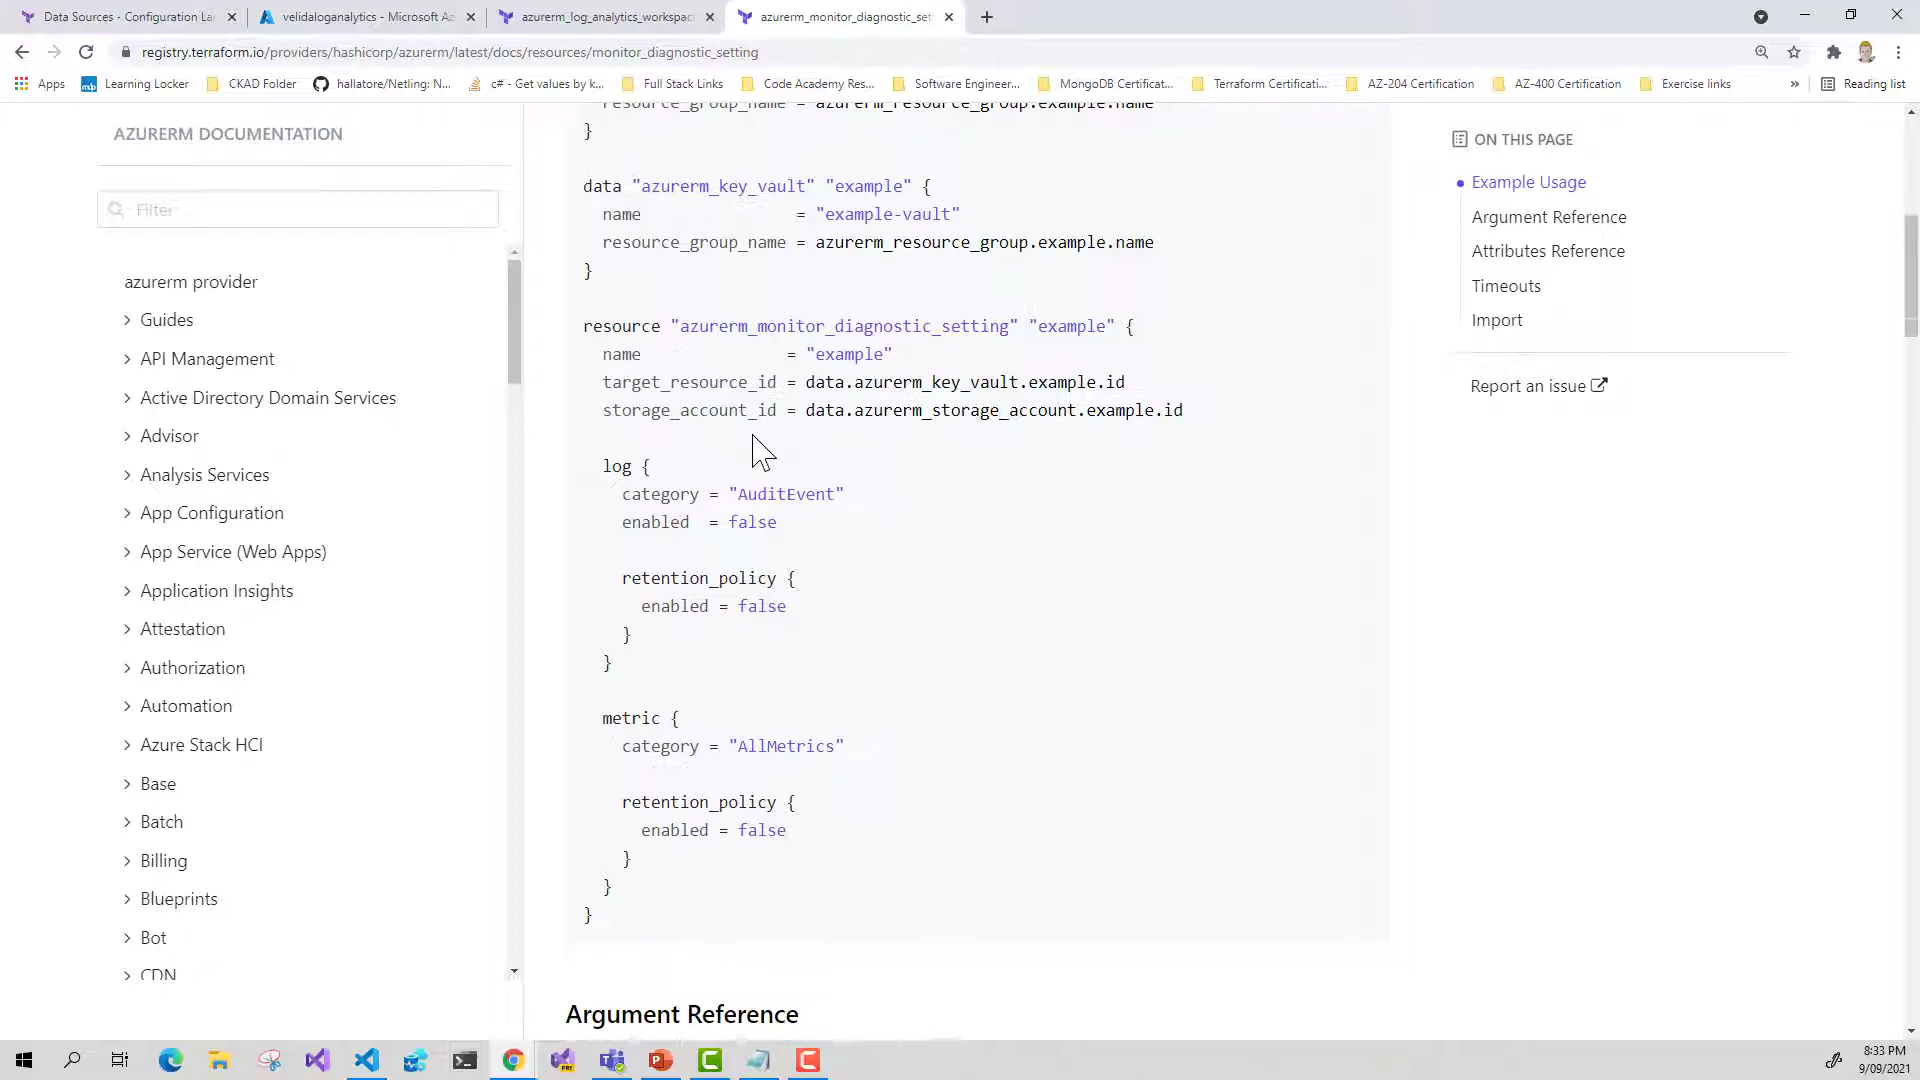 Data Sources - Configuration La
velidaloganalytics - Microsoft Az
azurerm_log_analytics_workspac
azurerm_monitor_diagnostic_set
registry.terraform.io/providers/hashicorp/azurerm/latest/docs/resources/monitor_diagnostic_setting
Apps
Learning Locker
CKAD Folder
hallatore/Netling: N...
c# - Get values by k...
Full Stack Links
Code Academy Res...
Software Engineer...
MongoDB Certificat...
Terraform Certificati...
AZ-204 Certification
AZ-400 Certification
Exercise links
»
Reading list
AZURERM DOCUMENTATION
Filter
azurerm provider
Guides
API Management
Active Directory Domain Services
Advisor
Analysis Services
App Configuration
App Service (Web Apps)
Application Insights
Attestation
Authorization
Automation
Azure Stack HCI
Base
Batch
Billing
Blueprints
Bot
CDN
resource_group_name = azurerm_resource_group.example.name
}
data "azurerm_key_vault" "example" {
name = "example-vault"
resource_group_name = azurerm_resource_group.example.name
}
resource "azurerm_monitor_diagnostic_setting" "example" {
name = "example"
target_resource_id = data.azurerm_key_vault.example.id
storage_account_id = data.azurerm_storage_account.example.id
log {
category = "AuditEvent"
enabled = false
retention_policy {
enabled = false
}
}
metric {
category = "AllMetrics"
retention_policy {
enabled = false
}
}
}
Argument Reference
ON THIS PAGE
Example Usage
Argument Reference
Attributes Reference
Timeouts
Import
Report an issue
8:33 PM
9/09/2021